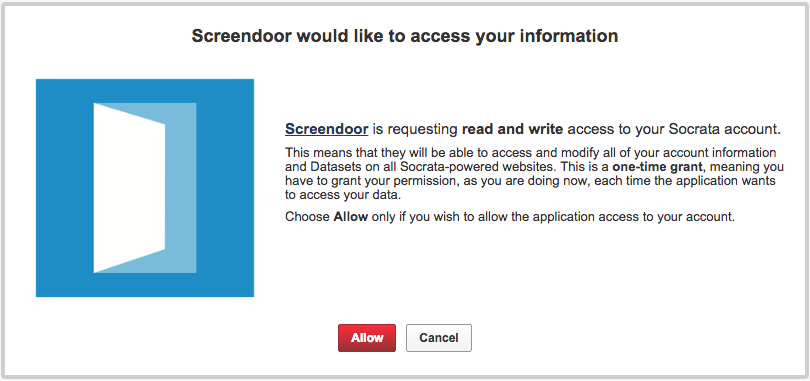 Screendoor would like to access your information
Screendoor is requesting read and write access to your Socrata account.
This means that they will be able to access and modify all of your account information
and Datasets on all Socrata-powered websites. This is a one-time grant, meaning you
have to grant your permission, as you are doing now, each time the application wants
to access your data.
Choose Allow only if you wish to allow the application access to your account.
Allow Cancel